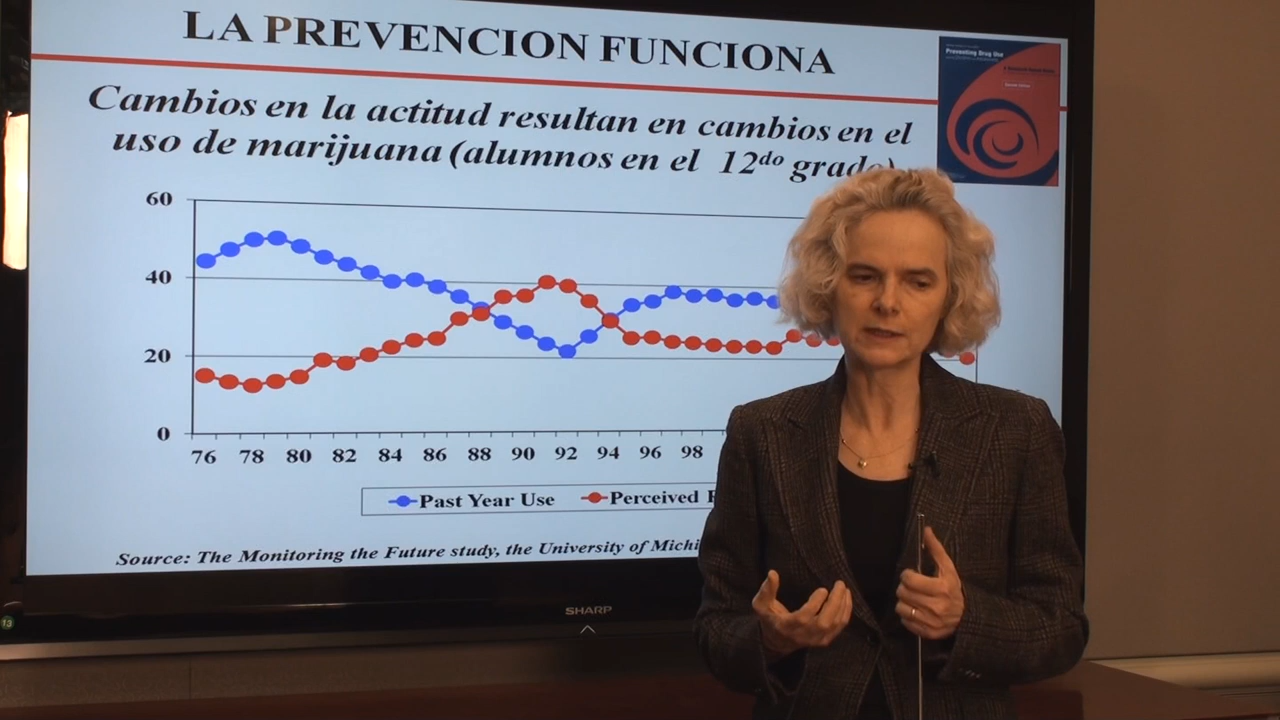 LA PREVENCION FUNCIONA
Preventing Drug Use
Cambios en la actitud resultan en cambios en el
uso de marijuana (alumnos en el 12do grado)
60
40
20
0
76 78 80 82 84 86 88 90 92 94 96 98
Past Year Use Perceived
Source: The Monitoring the Future study, the University of Michi
SHARP
13